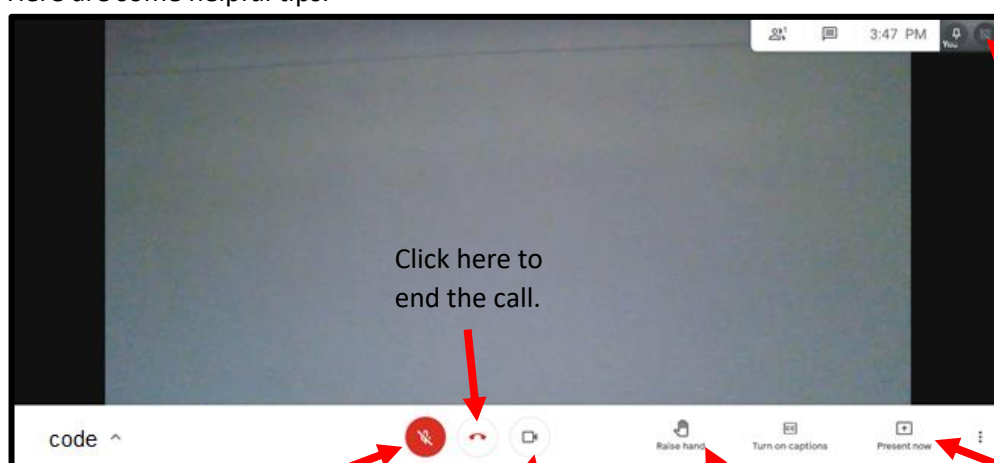 Here are some helpful tips.
3:47 PM
You
Click here to
end the call.
code
Raise hand
Turn on captions
Present now